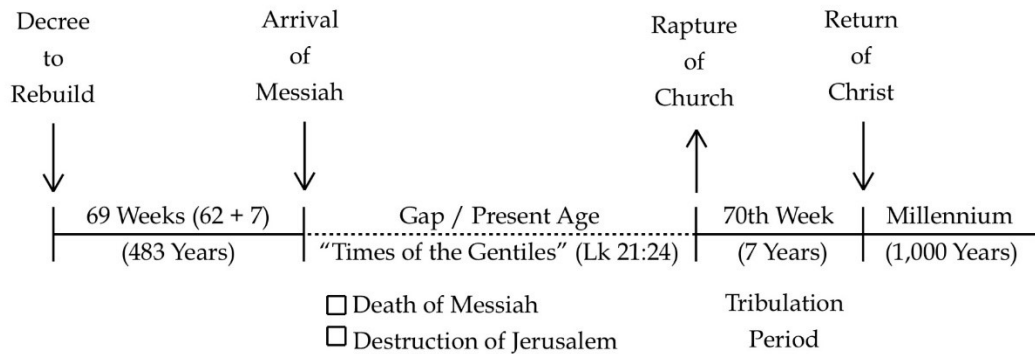 Decree
to
Rebuild
Arrival
of
Messiah
Rapture
of
Church
Return
of
Christ
69 Weeks (62 + 7)
(483 Years)
Gap / Present Age
“Times of the Gentiles” (Lk 21:24)
70th Week
(7 Years)
Millennium
(1,000 Years)
Death of Messiah
Destruction of Jerusalem
Tribulation
Period